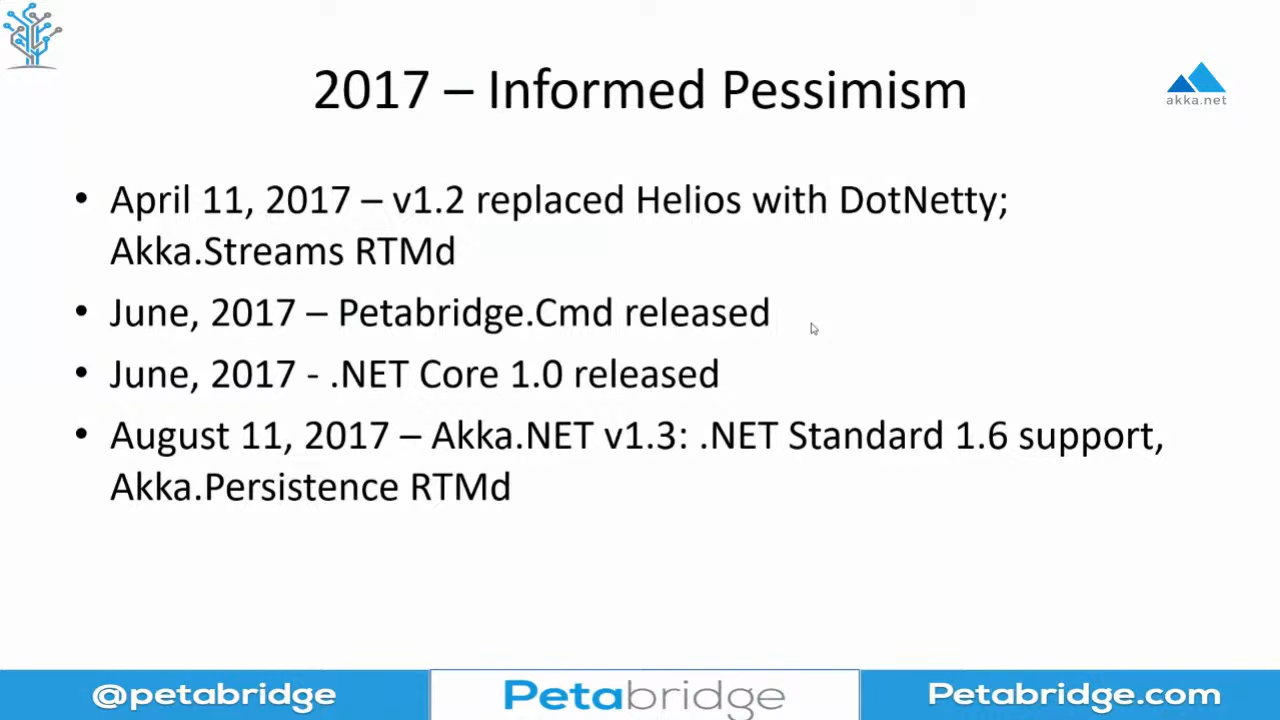 2017 – Informed Pessimism
akka.net
• April 11, 2017 – v1.2 replaced Helios with DotNetty;
Akka.Streams RTMd
• June, 2017 – Petabridge.Cmd released
• June, 2017 - .NET Core 1.0 released
• August 11, 2017 – Akka.NET v1.3: .NET Standard 1.6 support,
Akka.Persistence RTMd
@petabridge
Petabridge
Petabridge.com